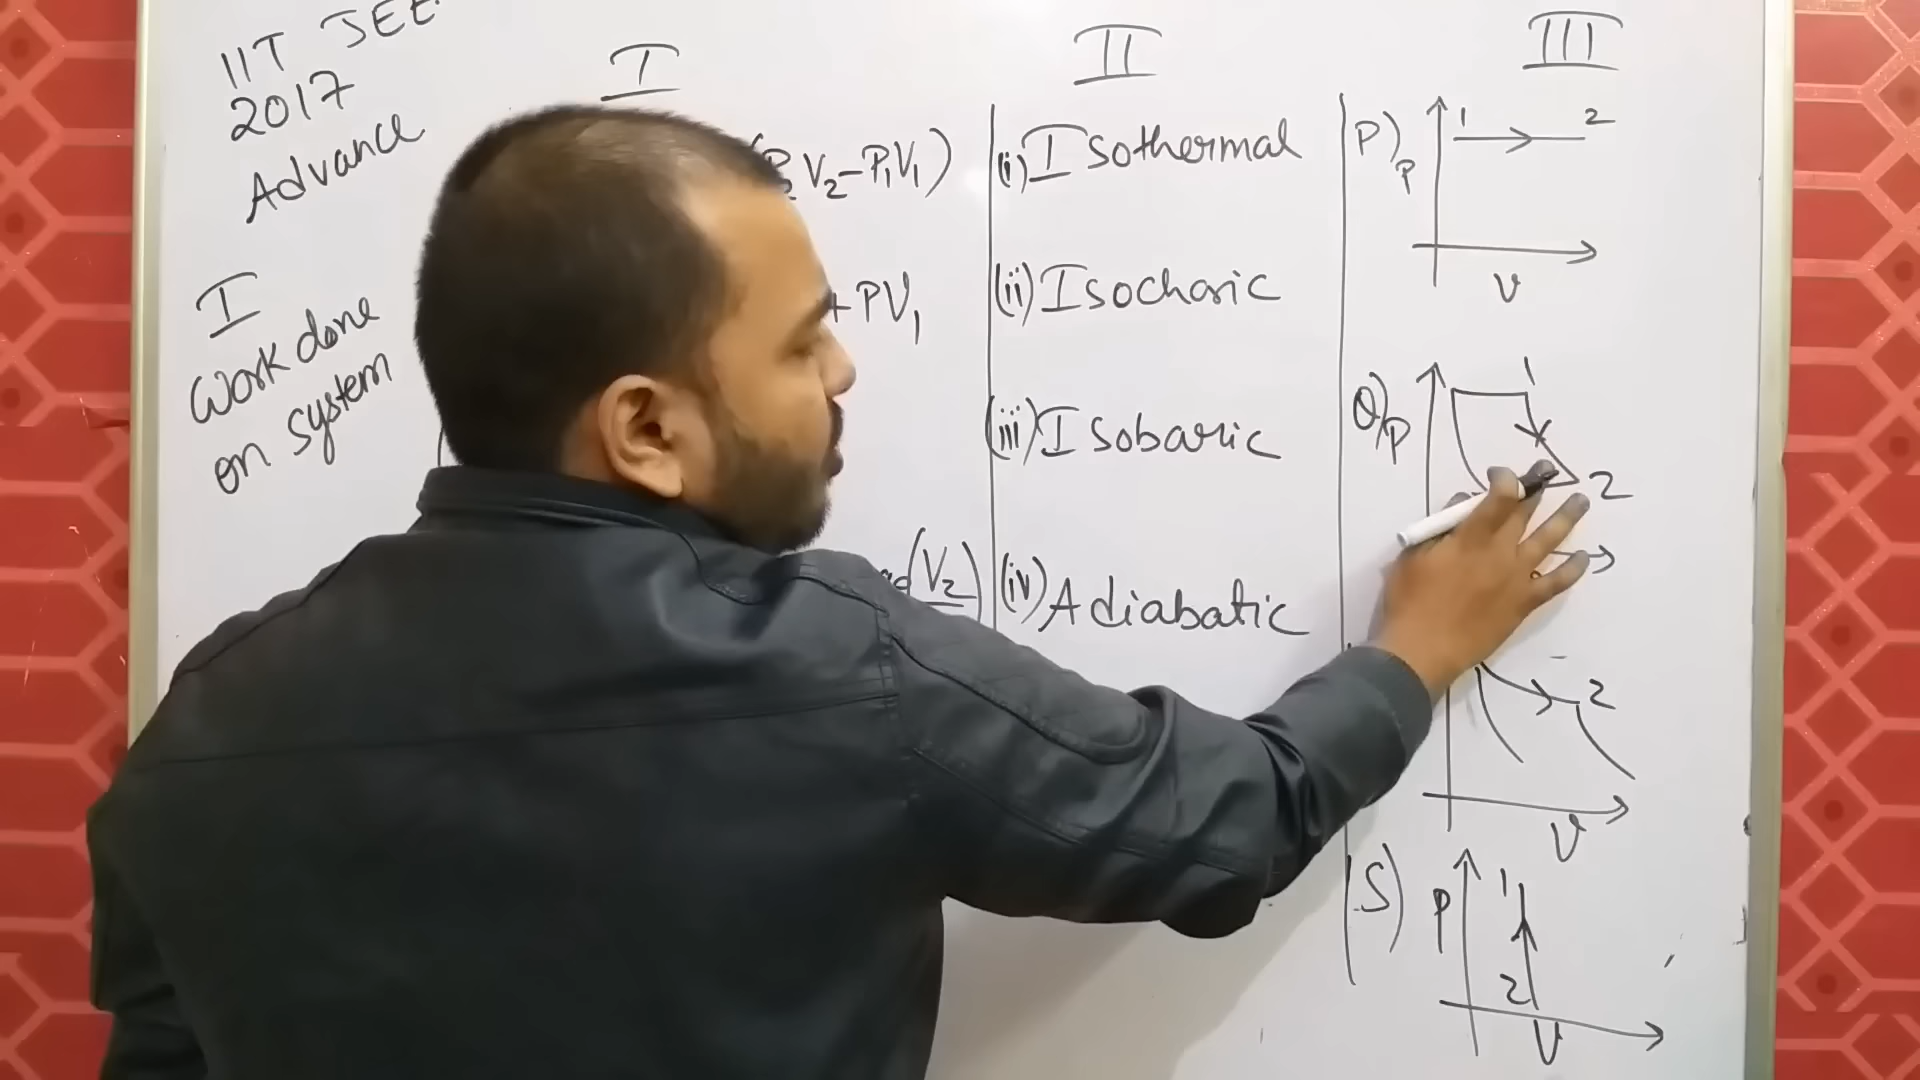 IIT JEE
2017
Advance
I
Work done
on system
I
(P₂V₂-P₁V₁)
+PV₁
(V₂)
II
(i) Isothermal
(ii) Isochoric
(iii) Isobaric
(iv) Adiabatic
III
P)
P
1
2
V
Q)
P
1
2
2
V
S)
P
1
2
V